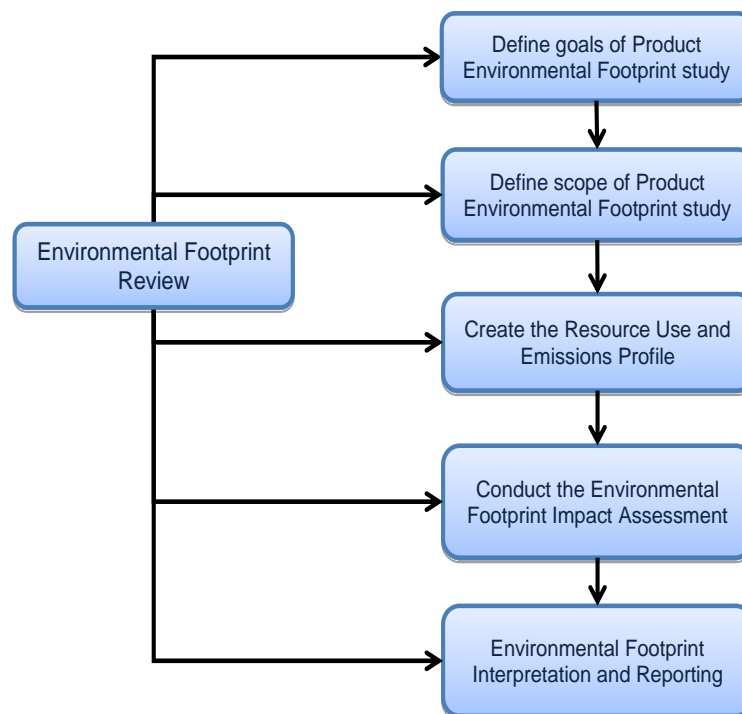 Define goals of Product
Environmental Footprint study
Define scope of Product
Environmental Footprint study
Environmental Footprint
Review
Create the Resource Use and
Emissions Profile
Conduct the Environmental
Footprint Impact Assessment
Environmental Footprint
Interpretation and Reporting